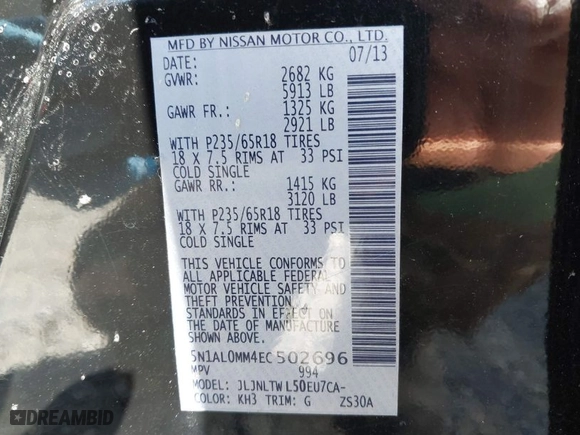 MFD BY NISSAN MOTOR CO., LTD.
DATE: 07/13
GVWR: 2682 KG
5913 LB
GAWR FR.: 1325 KG
2921 LB
WITH P235/65R18 TIRES
18 X 7.5 RIMS AT 33 PSI
COLD SINGLE
GAWR RR.: 1415 KG
3120 LB
WITH P235/65R18 TIRES
18 X 7.5 RIMS AT 33 PSI
COLD SINGLE
THIS VEHICLE CONFORMS TO
ALL APPLICABLE FEDERAL
MOTOR VEHICLE SAFETY AND
THEFT PREVENTION
STANDARDS IN EFFECT ON
THE DATE OF MANUFACTURE
SHOWN ABOVE.
5N1AL0MM4EC502696
MPV 994
MODEL: JLJNLTWL50EU7CA-
COLOR: KH3 TRIM: G ZS30A
DREAMBID